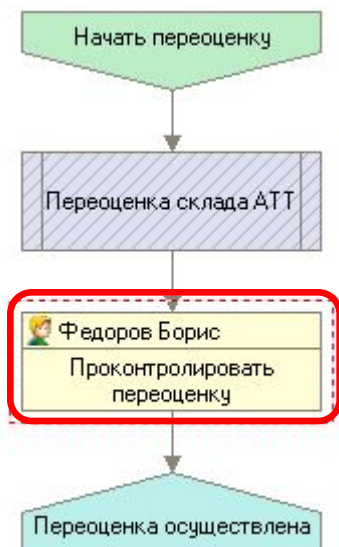 Начать переоценку
Переоценка склада АТТ
Федоров Борис
Проконтролировать
переоценку
Переоценка осуществлена